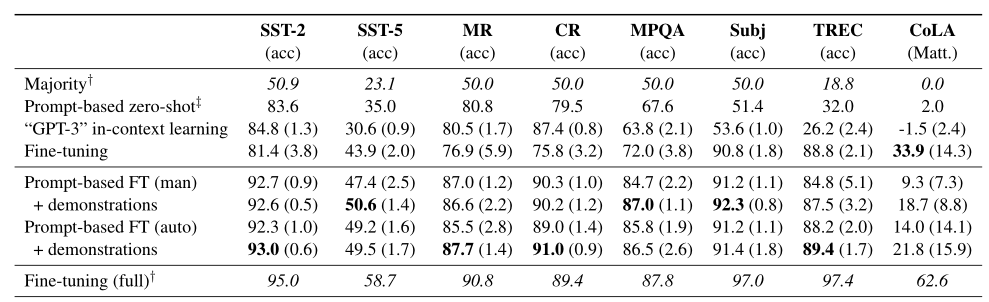 SST-2 SST-5 MR CR MPQA Subj TREC CoLA
(acc) (acc) (acc) (acc) (acc) (acc) (acc) (Matt.)
Majority† 50.9 23.1 50.0 50.0 50.0 50.0 18.8 0.0
Prompt-based zero-shot‡ 83.6 35.0 80.8 79.5 67.6 51.4 32.0 2.0
“GPT-3” in-context learning 84.8 (1.3) 30.6 (0.9) 80.5 (1.7) 87.4 (0.8) 63.8 (2.1) 53.6 (1.0) 26.2 (2.4) -1.5 (2.4)
Fine-tuning 81.4 (3.8) 43.9 (2.0) 76.9 (5.9) 75.8 (3.2) 72.0 (3.8) 90.8 (1.8) 88.8 (2.1) 33.9 (14.3)
Prompt-based FT (man) 92.7 (0.9) 47.4 (2.5) 87.0 (1.2) 90.3 (1.0) 84.7 (2.2) 91.2 (1.1) 84.8 (5.1) 9.3 (7.3)
+ demonstrations 92.6 (0.5) 50.6 (1.4) 86.6 (2.2) 90.2 (1.2) 87.0 (1.1) 92.3 (0.8) 87.5 (3.2) 18.7 (8.8)
Prompt-based FT (auto) 92.3 (1.0) 49.2 (1.6) 85.5 (2.8) 89.0 (1.4) 85.8 (1.9) 91.2 (1.1) 88.2 (2.0) 14.0 (14.1)
+ demonstrations 93.0 (0.6) 49.5 (1.7) 87.7 (1.4) 91.0 (0.9) 86.5 (2.6) 91.4 (1.8) 89.4 (1.7) 21.8 (15.9)
Fine-tuning (full)† 95.0 58.7 90.8 89.4 87.8 97.0 97.4 62.6